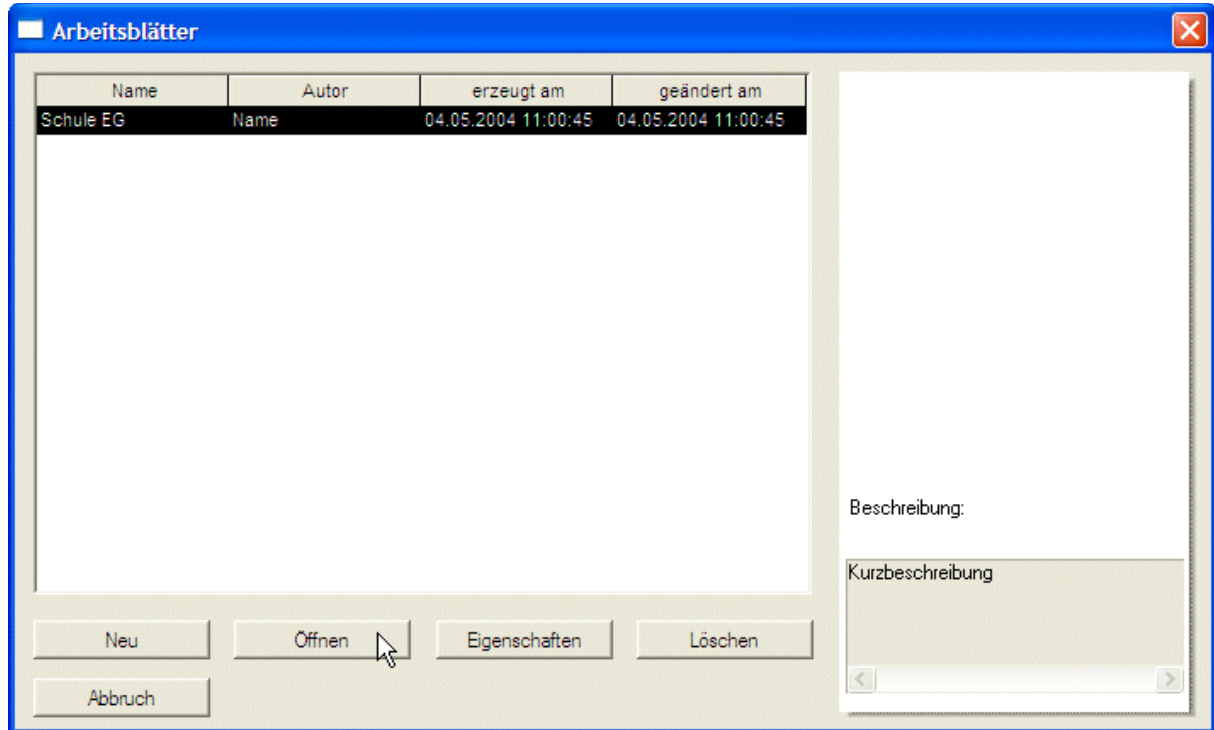 Arbeitsblätter
Name Autor erzeugt am geändert am
Schule EG Name 04.05.2004 11:00:45 04.05.2004 11:00:45
Beschreibung:
Kurzbeschreibung
Neu Öffnen Eigenschaften Löschen
Abbruch